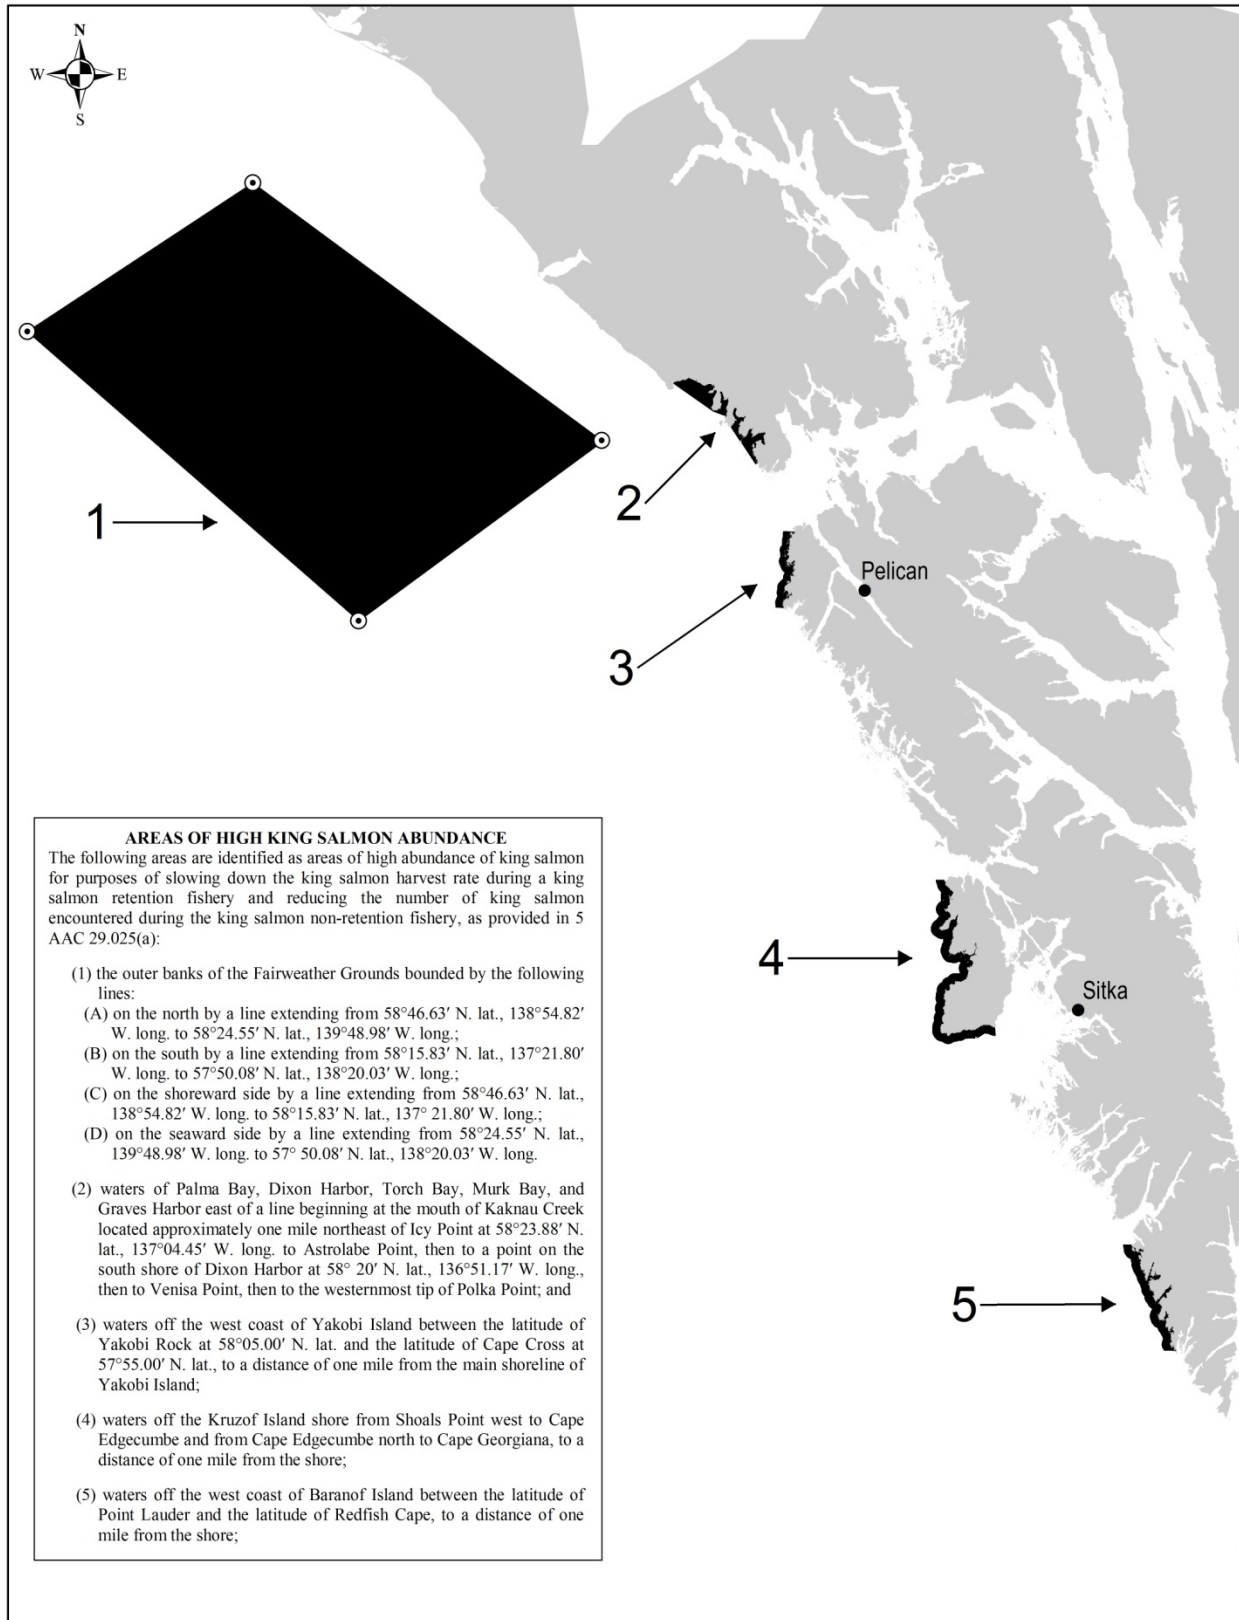 N
W E
S
1
2
3
Pelican
4
Sitka
5
AREAS OF HIGH KING SALMON ABUNDANCE
The following areas are identified as areas of high abundance of king salmon
for purposes of slowing down the king salmon harvest rate during a king
salmon retention fishery and reducing the number of king salmon
encountered during the king salmon non-retention fishery, as provided in 5
AAC 29.025(a):
(1) the outer banks of the Fairweather Grounds bounded by the following
lines:
(A) on the north by a line extending from 58°46.63′ N. lat., 138°54.82′
W. long. to 58°24.55′ N. lat., 139°48.98′ W. long.;
(B) on the south by a line extending from 58°15.83′ N. lat., 137°21.80′
W. long. to 57°50.08′ N. lat., 138°20.03′ W. long.;
(C) on the shoreward side by a line extending from 58°46.63′ N. lat.,
138°54.82′ W. long. to 58°15.83′ N. lat., 137° 21.80′ W. long.;
(D) on the seaward side by a line extending from 58°24.55′ N. lat.,
139°48.98′ W. long. to 57° 50.08′ N. lat., 138°20.03′ W. long.
(2) waters of Palma Bay, Dixon Harbor, Torch Bay, Murk Bay, and
Graves Harbor east of a line beginning at the mouth of Kaknau Creek
located approximately one mile northeast of Icy Point at 58°23.88′ N.
lat., 137°04.45′ W. long. to Astrolabe Point, then to a point on the
south shore of Dixon Harbor at 58° 20′ N. lat., 136°51.17′ W. long.,
then to Venisa Point, then to the westernmost tip of Polka Point; and
(3) waters off the west coast of Yakobi Island between the latitude of
Yakobi Rock at 58°05.00′ N. lat. and the latitude of Cape Cross at
57°55.00′ N. lat., to a distance of one mile from the main shoreline of
Yakobi Island;
(4) waters off the Kruzof Island shore from Shoals Point west to Cape
Edgecumbe and from Cape Edgecumbe north to Cape Georgiana, to a
distance of one mile from the shore;
(5) waters off the west coast of Baranof Island between the latitude of
Point Lauder and the latitude of Redfish Cape, to a distance of one
mile from the shore;